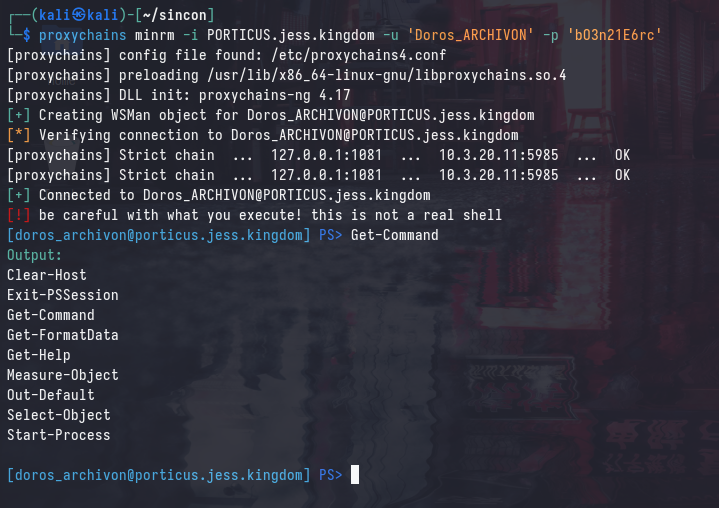 ┌──(kali㉿kali)-[~/sincon]
└─$ proxychains minrm -i PORTICUS.jess.kingdom -u 'Doros_ARCHIVON' -p 'bO3n21E6rc'
[proxychains] config file found: /etc/proxychains4.conf
[proxychains] preloading /usr/lib/x86_64-linux-gnu/libproxychains.so.4
[proxychains] DLL init: proxychains-ng 4.17
[+] Creating WSMan object for Doros_ARCHIVON@PORTICUS.jess.kingdom
[*] Verifying connection to Doros_ARCHIVON@PORTICUS.jess.kingdom
[proxychains] Strict chain  ...  127.0.0.1:1081  ...  10.3.20.11:5985  ...  OK
[proxychains] Strict chain  ...  127.0.0.1:1081  ...  10.3.20.11:5985  ...  OK
[+] Connected to Doros_ARCHIVON@PORTICUS.jess.kingdom
[!] be careful with what you execute! this is not a real shell
[doros_archivon@porticus.jess.kingdom] PS> Get-Command
Output:
Clear-Host
Exit-PSSession
Get-Command
Get-FormatData
Get-Help
Measure-Object
Out-Default
Select-Object
Start-Process
[doros_archivon@porticus.jess.kingdom] PS>